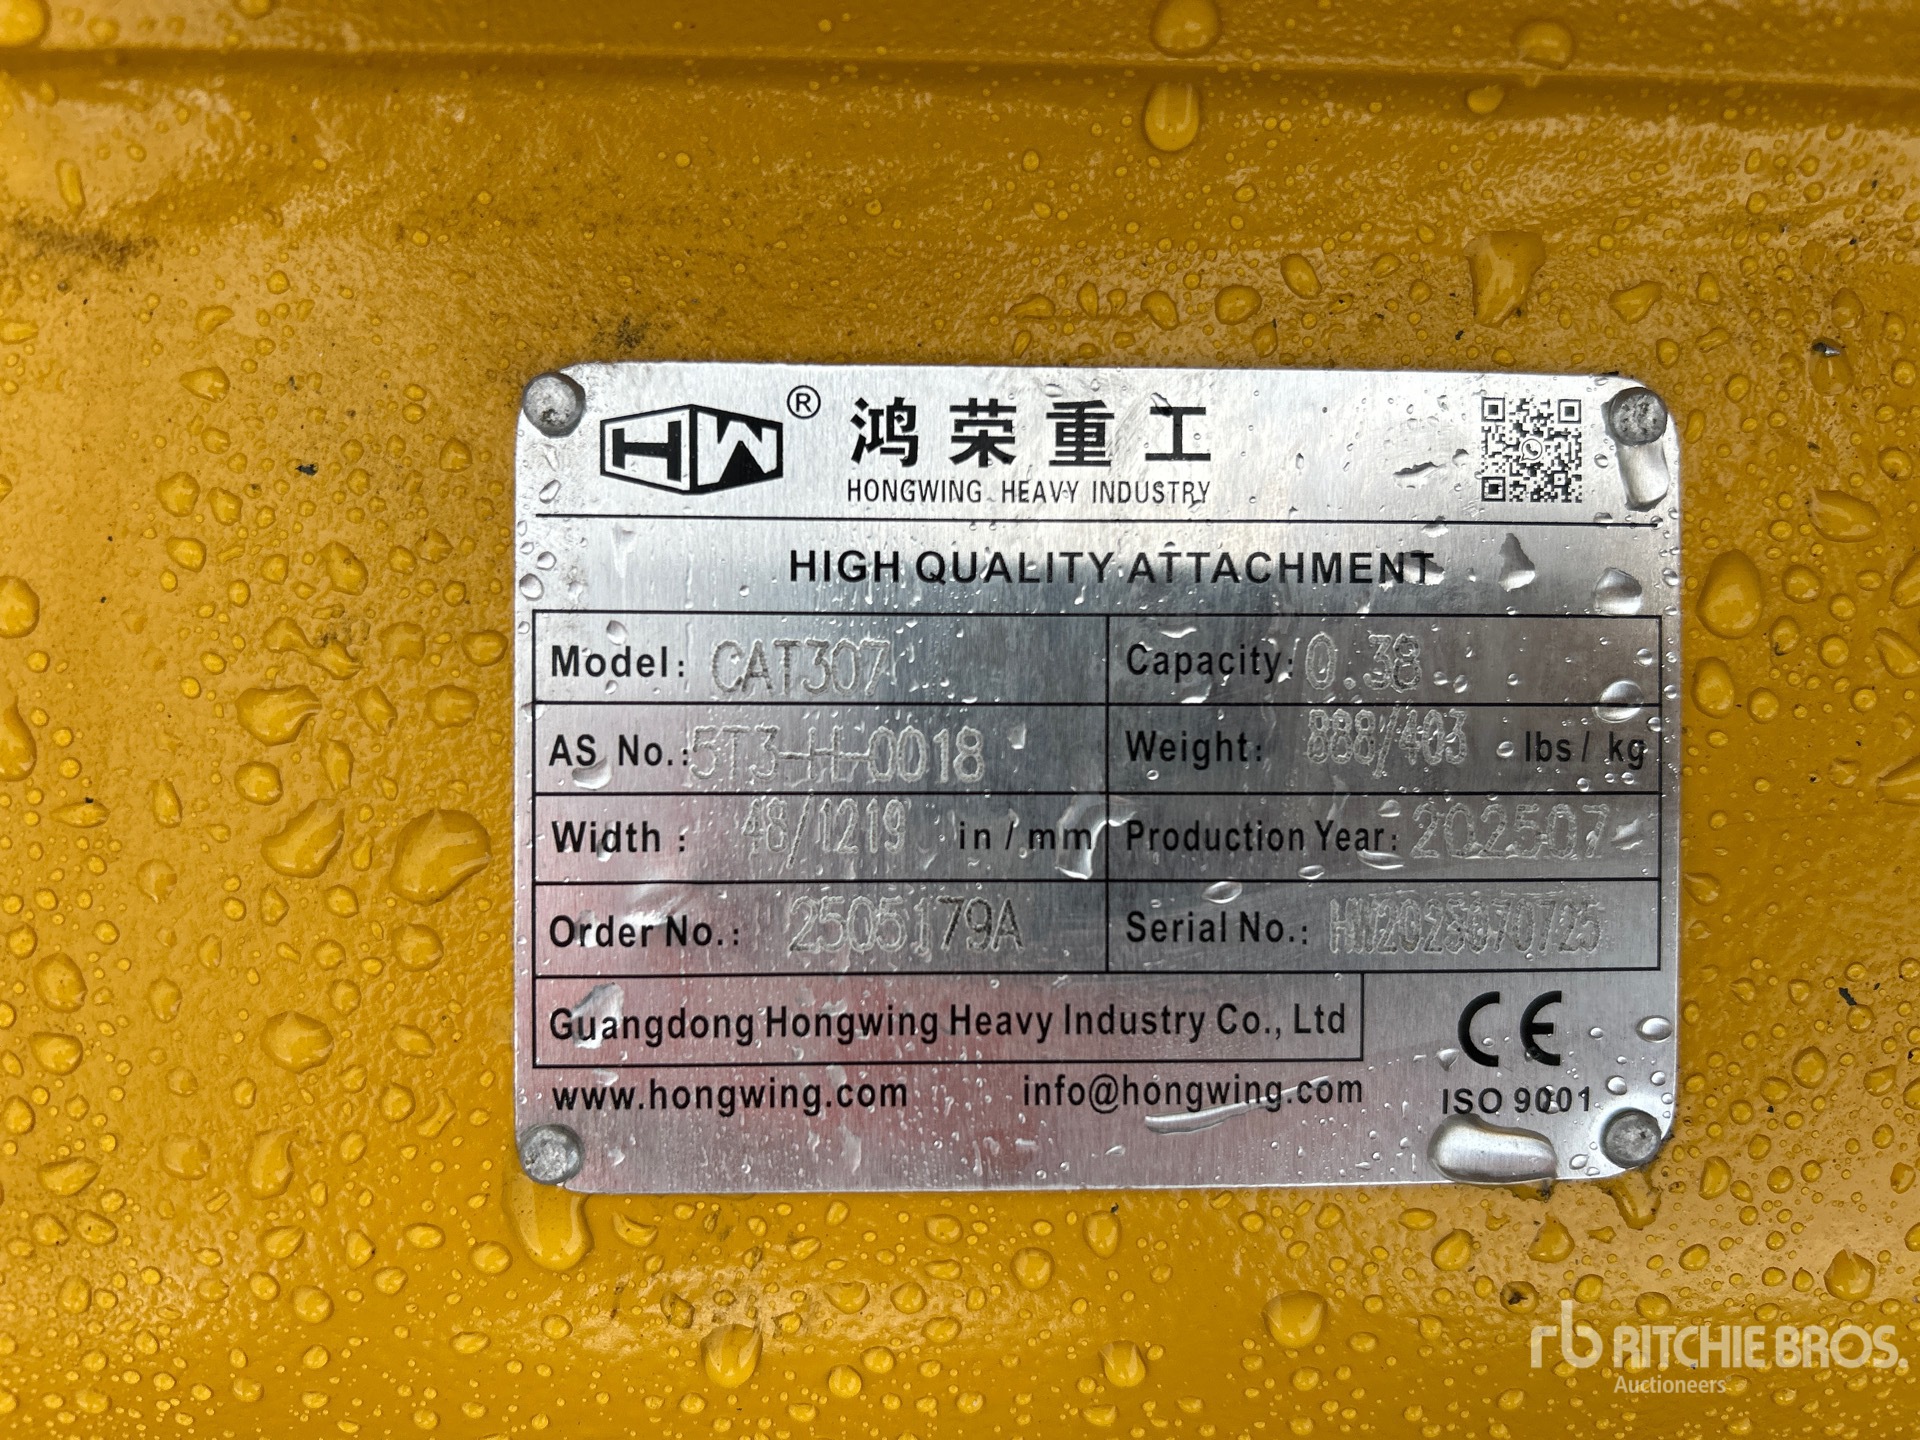 HW® 鸿荣重工
HONGWING HEAVY INDUSTRY
HIGH QUALITY ATTACHMENT
Model: CAT307 Capacity: 0.38
AS No.: 5T3-H-0018 Weight: 888/403 lbs/kg
Width: 48/1219 in/mm Production Year: 202507
Order No.: 2505179A Serial No.: HW2025070725
Guangdong Hongwing Heavy Industry Co., Ltd
CE
www.hongwing.com info@hongwing.com ISO 9001
rb RITCHIE BROS.
Auctioneers